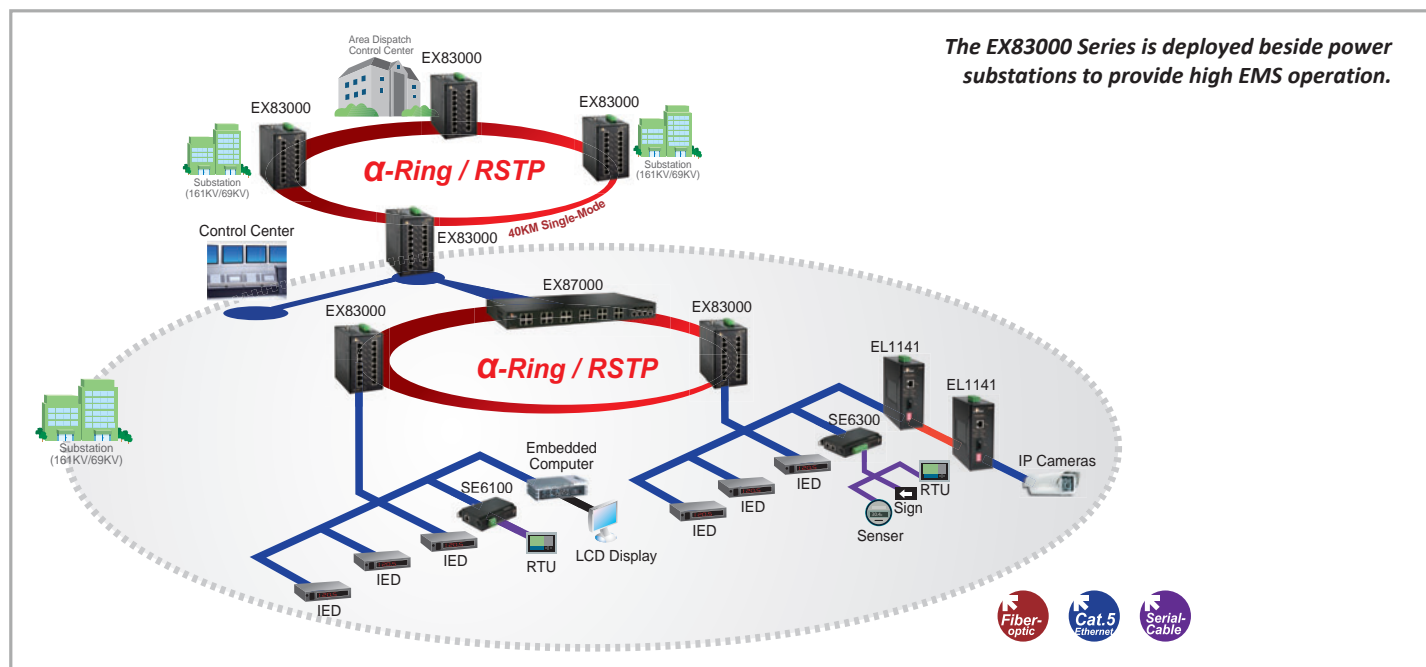 The EX83000 Series is deployed beside power
substations to provide high EMS operation.
Area Dispatch
Control Center
EX83000
EX83000
EX83000
Substation
(161KV/69KV)
α-Ring / RSTP
Substation
(161KV/69KV)
40KM Single-Mode
Control Center
EX83000
EX87000
EX83000
EX83000
α-Ring / RSTP
EL1141
EL1141
Substation
(161KV/69KV)
SE6300
Embedded
Computer
IP Cameras
SE6100
IED
RTU
IED
Sign
IED
Senser
IED
LCD Display
RTU
IED
IED
Fiber-
optic
Cat.5
Ethernet
Serial-
Cable